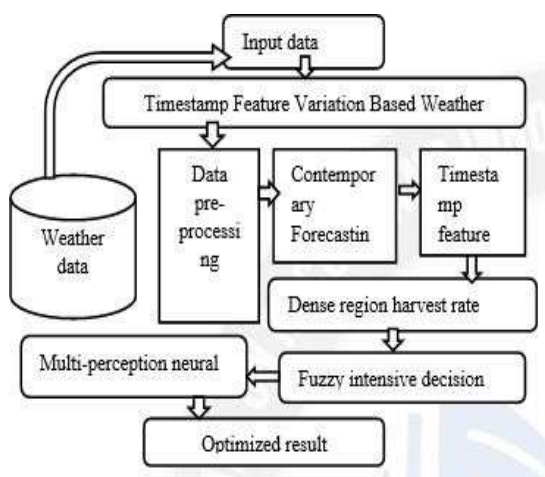 Input data
Timestamp Feature Variation Based Weather
Data
pre-
processi
ng
Contempor
ary
Forecastin
Timesta
mp
feature
Weather
data
Dense region harvest rate
Multi-perception neural
Fuzzy intensive decision
Optimized result